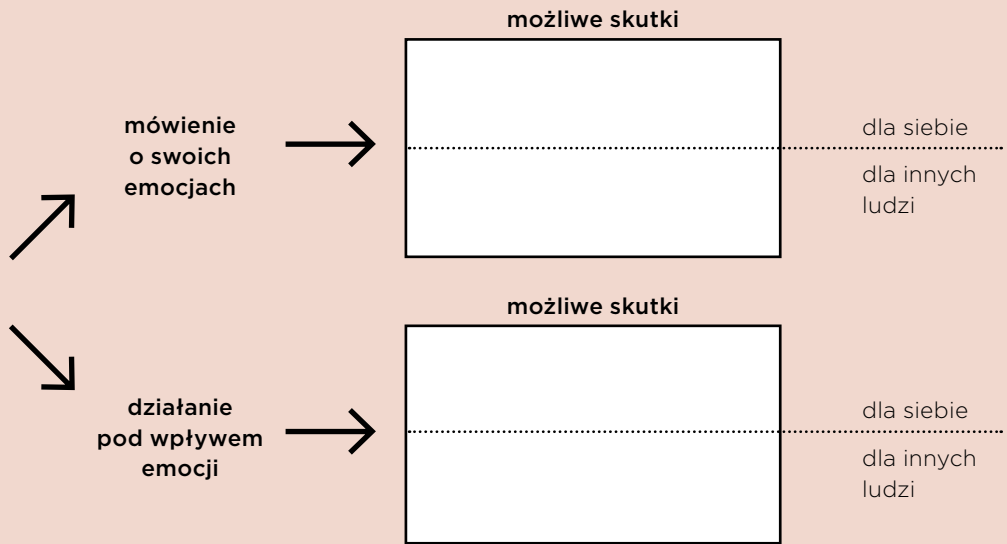 możliwe skutki
mówienie
o swoich
emocjach
dla siebie
dla innych
ludzi
możliwe skutki
działanie
pod wpływem
emocji
dla siebie
dla innych
ludzi